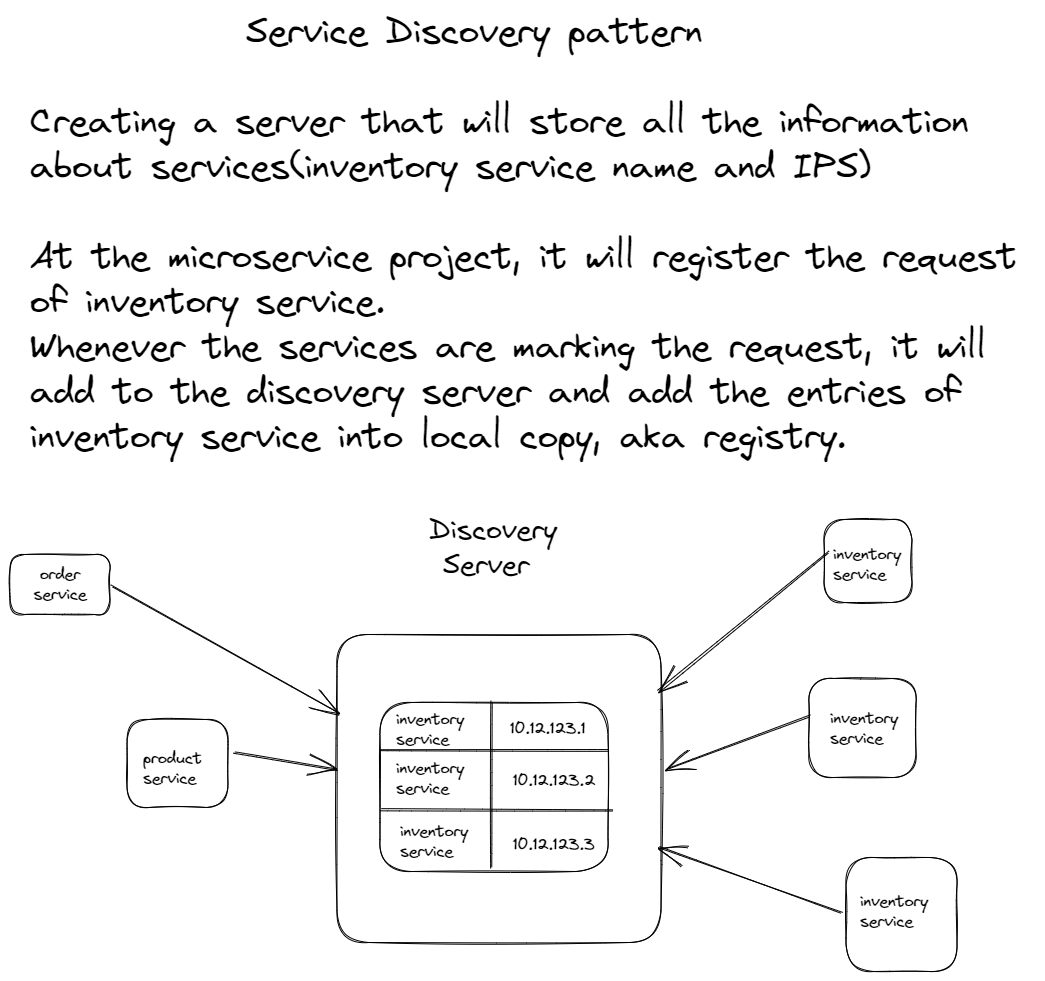 Service Discovery pattern
Creating a server that will store all the information
about services(inventory service name and IPS)
At the microservice project, it will register the request
of inventory service.
Whenever the services are marking the request, it will
add to the discovery server and add the entries of
inventory service into local copy, aka registry.
Discovery
Server
order
service
product
service
inventory
service
10.12.123.1
inventory
service
10.12.123.2
inventory
service
10.12.123.3
inventory
service
inventory
service
inventory
service